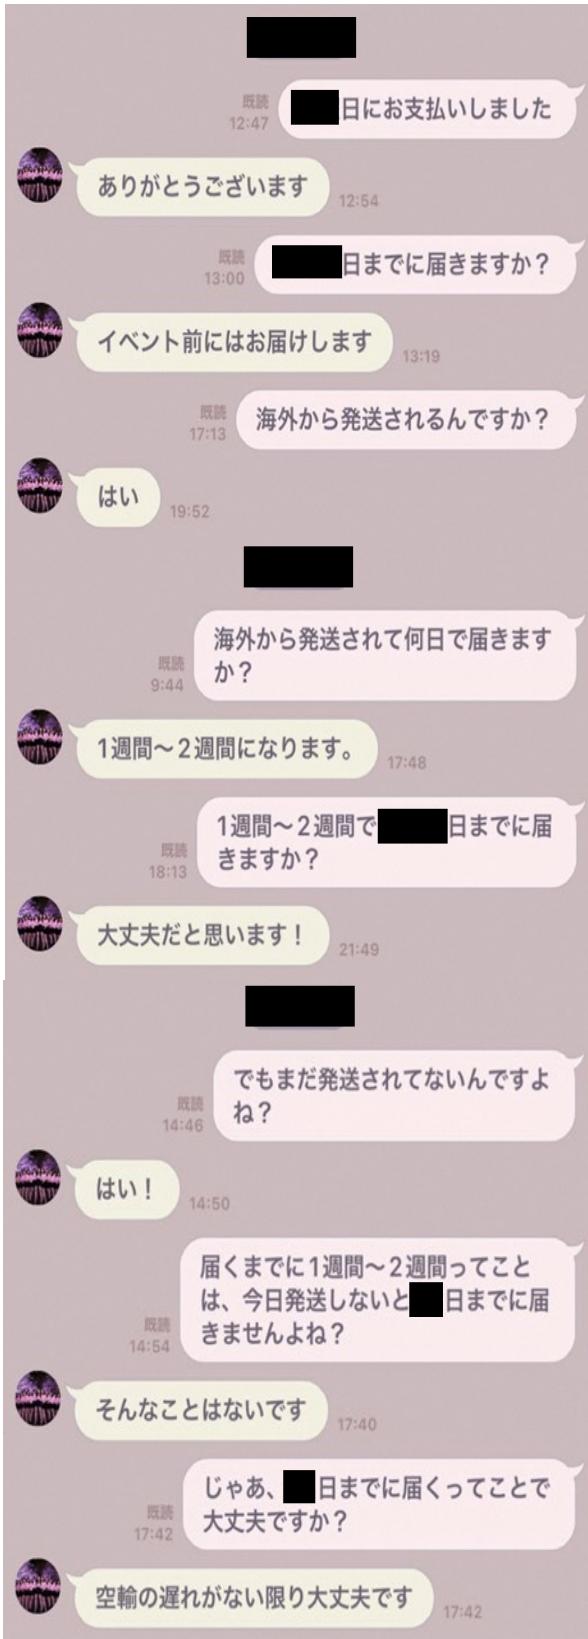 既読
12:47
日にお支払いしました
ありがとうございます
12:54
既読
13:00
日までに届きますか？
イベント前にはお届けします
13:19
既読
17:13
海外から発送されるんですか？
はい
19:52
海外から発送されて何日で届きます
か？
既読
9:44
1週間〜2週間になります。
17:48
1週間〜2週間で
日までに届
きますか？
既読
18:13
大丈夫だと思います！
21:49
でもまだ発送されてないんですよ
ね？
既読
14:46
はい！
14:50
届くまでに1週間〜2週間ってこと
は、今日発送しないと
日までに届
きませんよね？
既読
14:54
そんなことはないです
17:40
じゃあ、
日までに届くってことで
大丈夫ですか？
既読
17:42
空輸の遅れがない限り大丈夫です
17:42